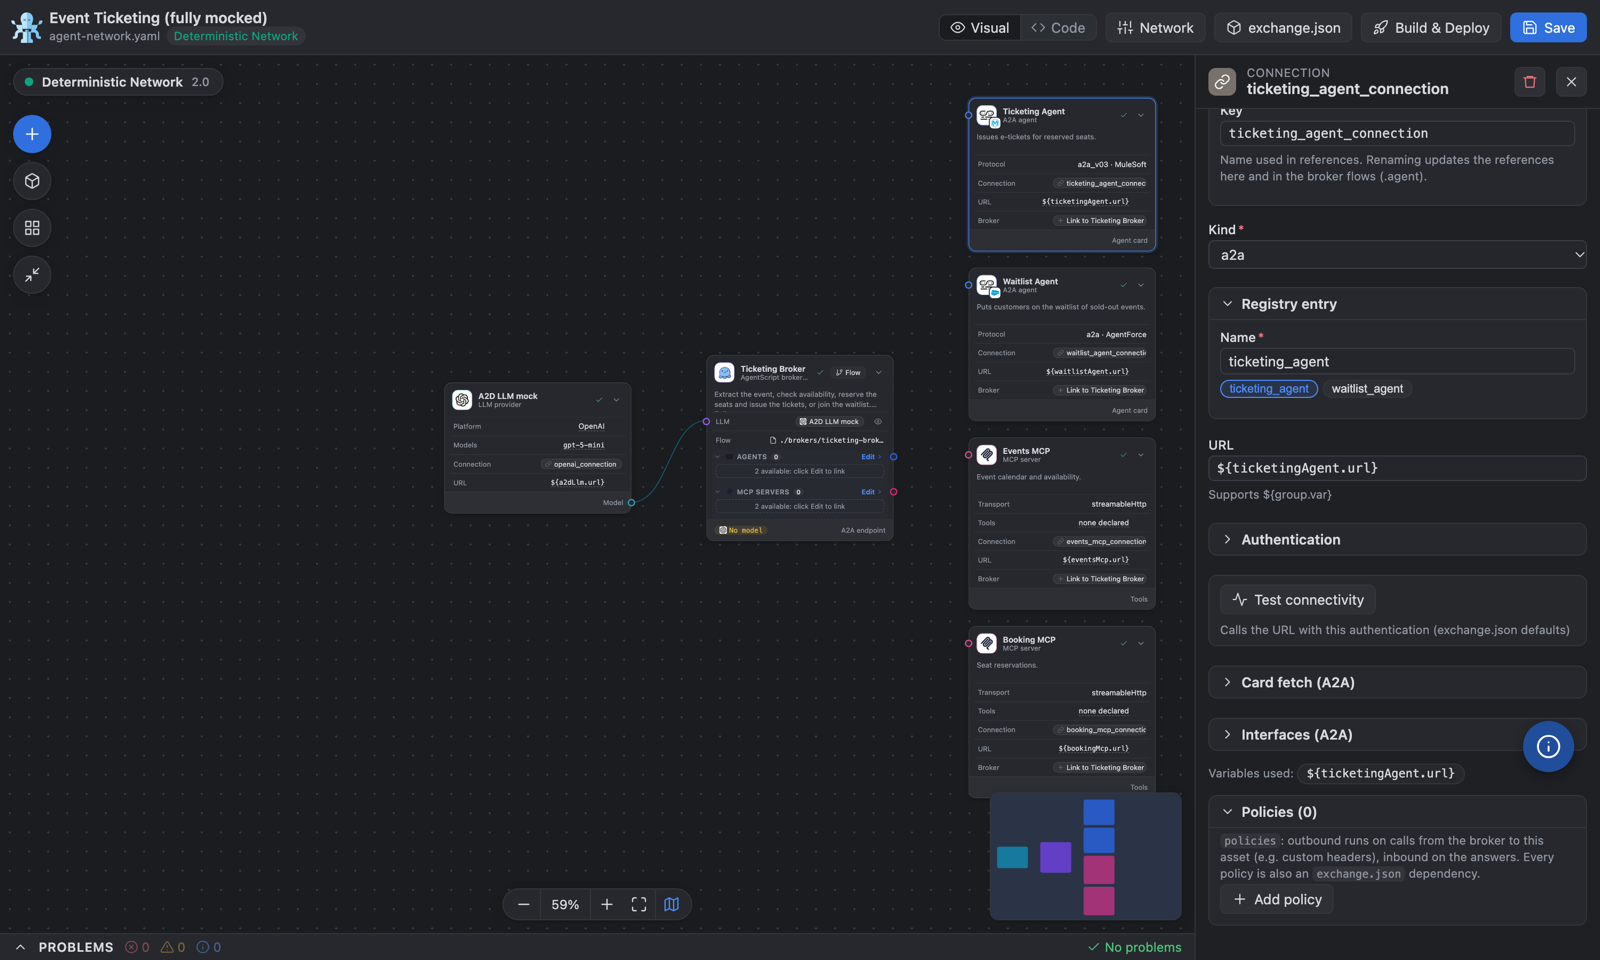 Event Ticketing (fully mocked)
agent-network.yaml Deterministic Network
Visual
Code
Network
exchange.json
Build & Deploy
Save
Deterministic Network 2.0
A2D LLM mock
LLM provider
Platform OpenAI
Models gpt-5-mini
Connection openai_connection
URL ${a2dLlm.url}
Model
Ticketing Broker
AgentScript broker...
Flow
Extract the event, check availability, reserve the
seats and issue the tickets, or join the waitlist....
LLM A2D LLM mock
Flow ./brokers/ticketing-brok...
AGENTS 0 Edit
2 available: click Edit to link
MCP SERVERS 0 Edit
2 available: click Edit to link
No model A2A endpoint
Ticketing Agent
A2A agent
Issues e-tickets for reserved seats.
Protocol a2a_v03 · MuleSoft
Connection ticketing_agent_connec
URL ${ticketingAgent.url}
Broker + Link to Ticketing Broker
Agent card
Waitlist Agent
A2A agent
Puts customers on the waitlist of sold-out events.
Protocol a2a · AgentForce
Connection waitlist_agent_connecti
URL ${waitlistAgent.url}
Broker + Link to Ticketing Broker
Agent card
Events MCP
MCP server
Event calendar and availability.
Transport streamableHttp
Tools none declared
Connection events_mcp_connection
URL ${eventsMcp.url}
Broker + Link to Ticketing Broker
Tools
Booking MCP
MCP server
Seat reservations.
Transport streamableHttp
Tools none declared
Connection booking_mcp_connectic
URL ${bookingMcp.url}
Broker + Link to Ticketing Broker
Tools
59%
PROBLEMS 0 0 0
No problems
CONNECTION
ticketing_agent_connection
Key
ticketing_agent_connection
Name used in references. Renaming updates the references
here and in the broker flows (.agent).
Kind *
a2a
Registry entry
Name *
ticketing_agent
ticketing_agent waitlist_agent
URL
${ticketingAgent.url}
Supports ${group.var}
Authentication
Test connectivity
Calls the URL with this authentication (exchange.json defaults)
Card fetch (A2A)
Interfaces (A2A)
Variables used: ${ticketingAgent.url}
Policies (0)
policies: outbound runs on calls from the broker to this
asset (e.g. custom headers), inbound on the answers. Every
policy is also an exchange.json dependency.
+ Add policy